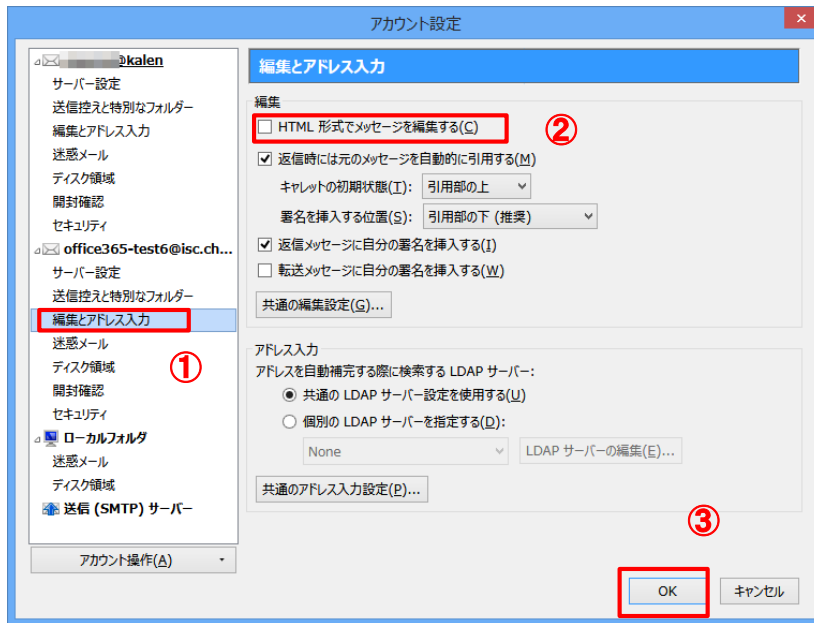 アカウント設定
@kalen
サーバー設定
送信控えと特別なフォルダー
編集とアドレス入力
迷惑メール
ディスク領域
開封確認
セキュリティ
office365-test6@isc.ch...
サーバー設定
送信控えと特別なフォルダー
編集とアドレス入力
迷惑メール
①
ディスク領域
開封確認
セキュリティ
ローカルフォルダ
迷惑メール
ディスク領域
送信 (SMTP) サーバー
アカウント操作(A)
編集とアドレス入力
編集
HTML 形式でメッセージを編集する(C)
②
返信時には元のメッセージを自動的に引用する(M)
キャレットの初期状態(T): 引用部の上
署名を挿入する位置(S): 引用部の下 (推奨)
返信メッセージに自分の署名を挿入する(I)
転送メッセージに自分の署名を挿入する(W)
共通の編集設定(G)...
アドレス入力
アドレスを自動補完する際に検索する LDAP サーバー:
共通の LDAP サーバー設定を使用する(U)
個別の LDAP サーバーを指定する(D):
None LDAP サーバーの編集(E)...
共通のアドレス入力設定(P)...
③
OK キャンセル